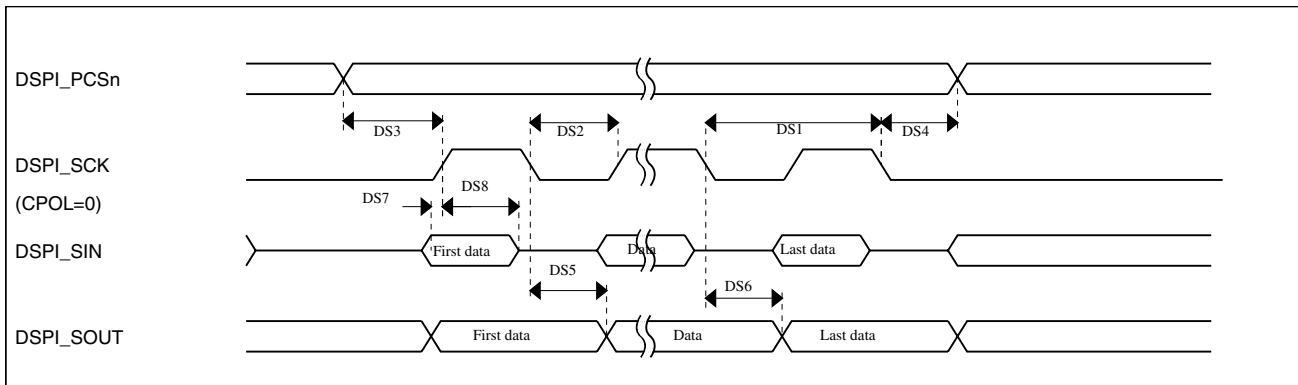 DSPI_PCSn
DS3
DS2
DS1
DS4
DSPI_SCK
(CPOL=0)
DS7
DS8
DSPI_SIN
First data
Data
Last data
DS5
DS6
DSPI_SOUT
First data
Data
Last data